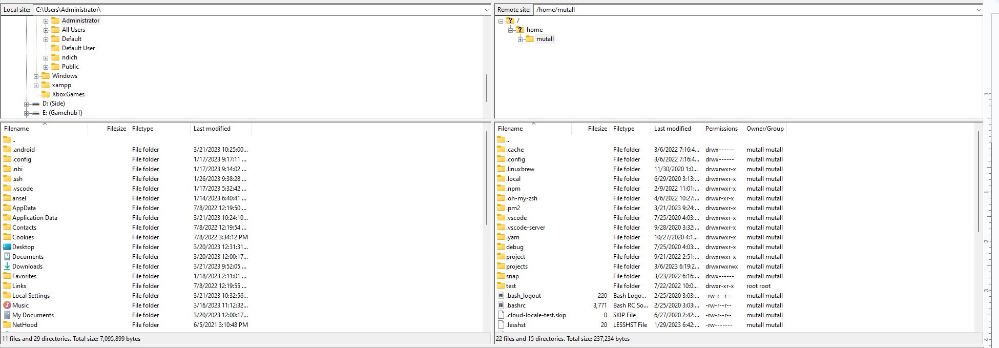 Local site: C:\Users\Administrator\
Administrator
All Users
Default
Default User
ndich
Public
Windows
xampp
XboxGames
D: (Side)
E: (Gamehub1)
Filename Filesize Filetype Last modified
..
.android File folder 3/21/2023 10:25:00...
.config File folder 1/17/2023 9:17:11 ...
.nbi File folder 1/17/2023 9:14:02 ...
.ssh File folder 1/26/2023 9:38:28 ...
.vscode File folder 1/17/2023 5:32:42 ...
ansel File folder 1/14/2023 6:40:41 ...
AppData File folder 7/8/2022 12:19:50 ...
Application Data File folder 3/21/2023 10:24:10...
Contacts File folder 7/8/2022 12:19:54 ...
Cookies File folder 7/8/2022 3:34:12 PM
Desktop File folder 3/20/2023 12:31:31...
Documents File folder 3/20/2023 12:00:17...
Downloads File folder 3/21/2023 9:52:05 ...
Favorites File folder 1/18/2023 2:11:01 ...
Links File folder 7/8/2022 12:19:55 ...
Local Settings File folder 3/21/2023 10:32:56...
Music File folder 3/16/2023 11:12:32...
My Documents File folder 3/20/2023 12:00:17...
NetHood File folder 6/5/2021 3:10:48 PM
11 files and 29 directories. Total size: 7,095,899 bytes
Remote site: /home/mutall
/
home
mutall
Filename Filesize Filetype Last modified Permissions Owner/Group
..
.cache File folder 3/6/2022 7:16:4... drwx------ mutall mutall
.config File folder 3/6/2022 7:16:4... drwx------ mutall mutall
.linuxbrew File folder 11/30/2020 1:0... drwxrwxr-x mutall mutall
.local File folder 6/29/2020 3:13:... drwxrwxr-x mutall mutall
.npm File folder 2/9/2022 11:01:... drwxrwxr-x mutall mutall
.oh-my-zsh File folder 4/6/2022 10:27:... drwxr-xr-x mutall mutall
.pm2 File folder 3/21/2023 9:24:... drwxrwxr-x mutall mutall
.vscode File folder 7/25/2020 4:03:... drwxrwxr-x mutall mutall
.vscode-server File folder 9/28/2020 3:32:... drwxrwxr-x mutall mutall
.yarn File folder 10/27/2020 4:1... drwxrwxr-x mutall mutall
debug File folder 7/25/2020 4:03:... drwxrwxr-x mutall mutall
project File folder 9/21/2022 2:51:... drwxrwxr-x mutall mutall
projects File folder 3/6/2023 6:19:2... drwxrwxrwx mutall mutall
snap File folder 3/23/2022 6:16:... drwx------ mutall mutall
test File folder 7/22/2022 10:0... drwxr-xr-x root root
.bash_logout 220 Bash Logo... 2/25/2020 3:03:... -rw-r--r-- mutall mutall
.bashrc 3,771 Bash RC So... 2/25/2020 3:03:... -rw-r--r-- mutall mutall
.cloud-locale-test.skip 0 SKIP File 6/27/2020 2:42:... -rw-r--r-- mutall mutall
.lesshst 20 LESSHST File 1/29/2023 6:42:... -rw------- mutall mutall
22 files and 15 directories. Total size: 237,234 bytes
1
1
2
3
4